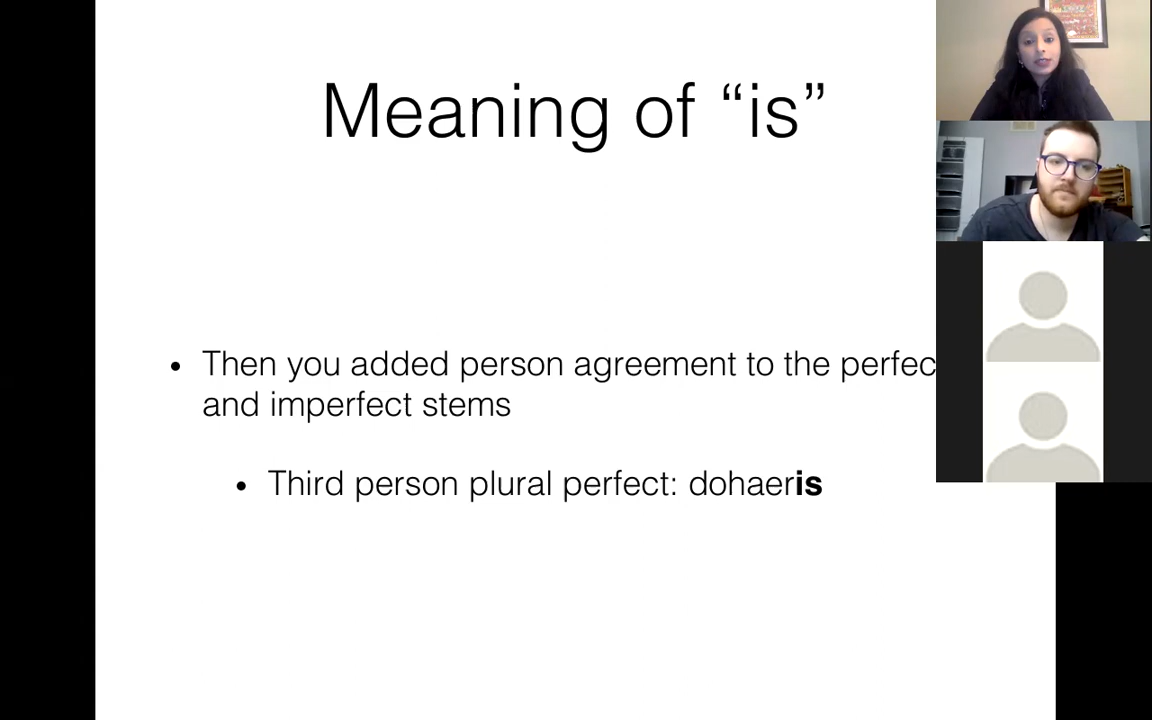 Meaning of “is”
• Then you added person agreement to the perfec
and imperfect stems
• Third person plural perfect: dohaeris